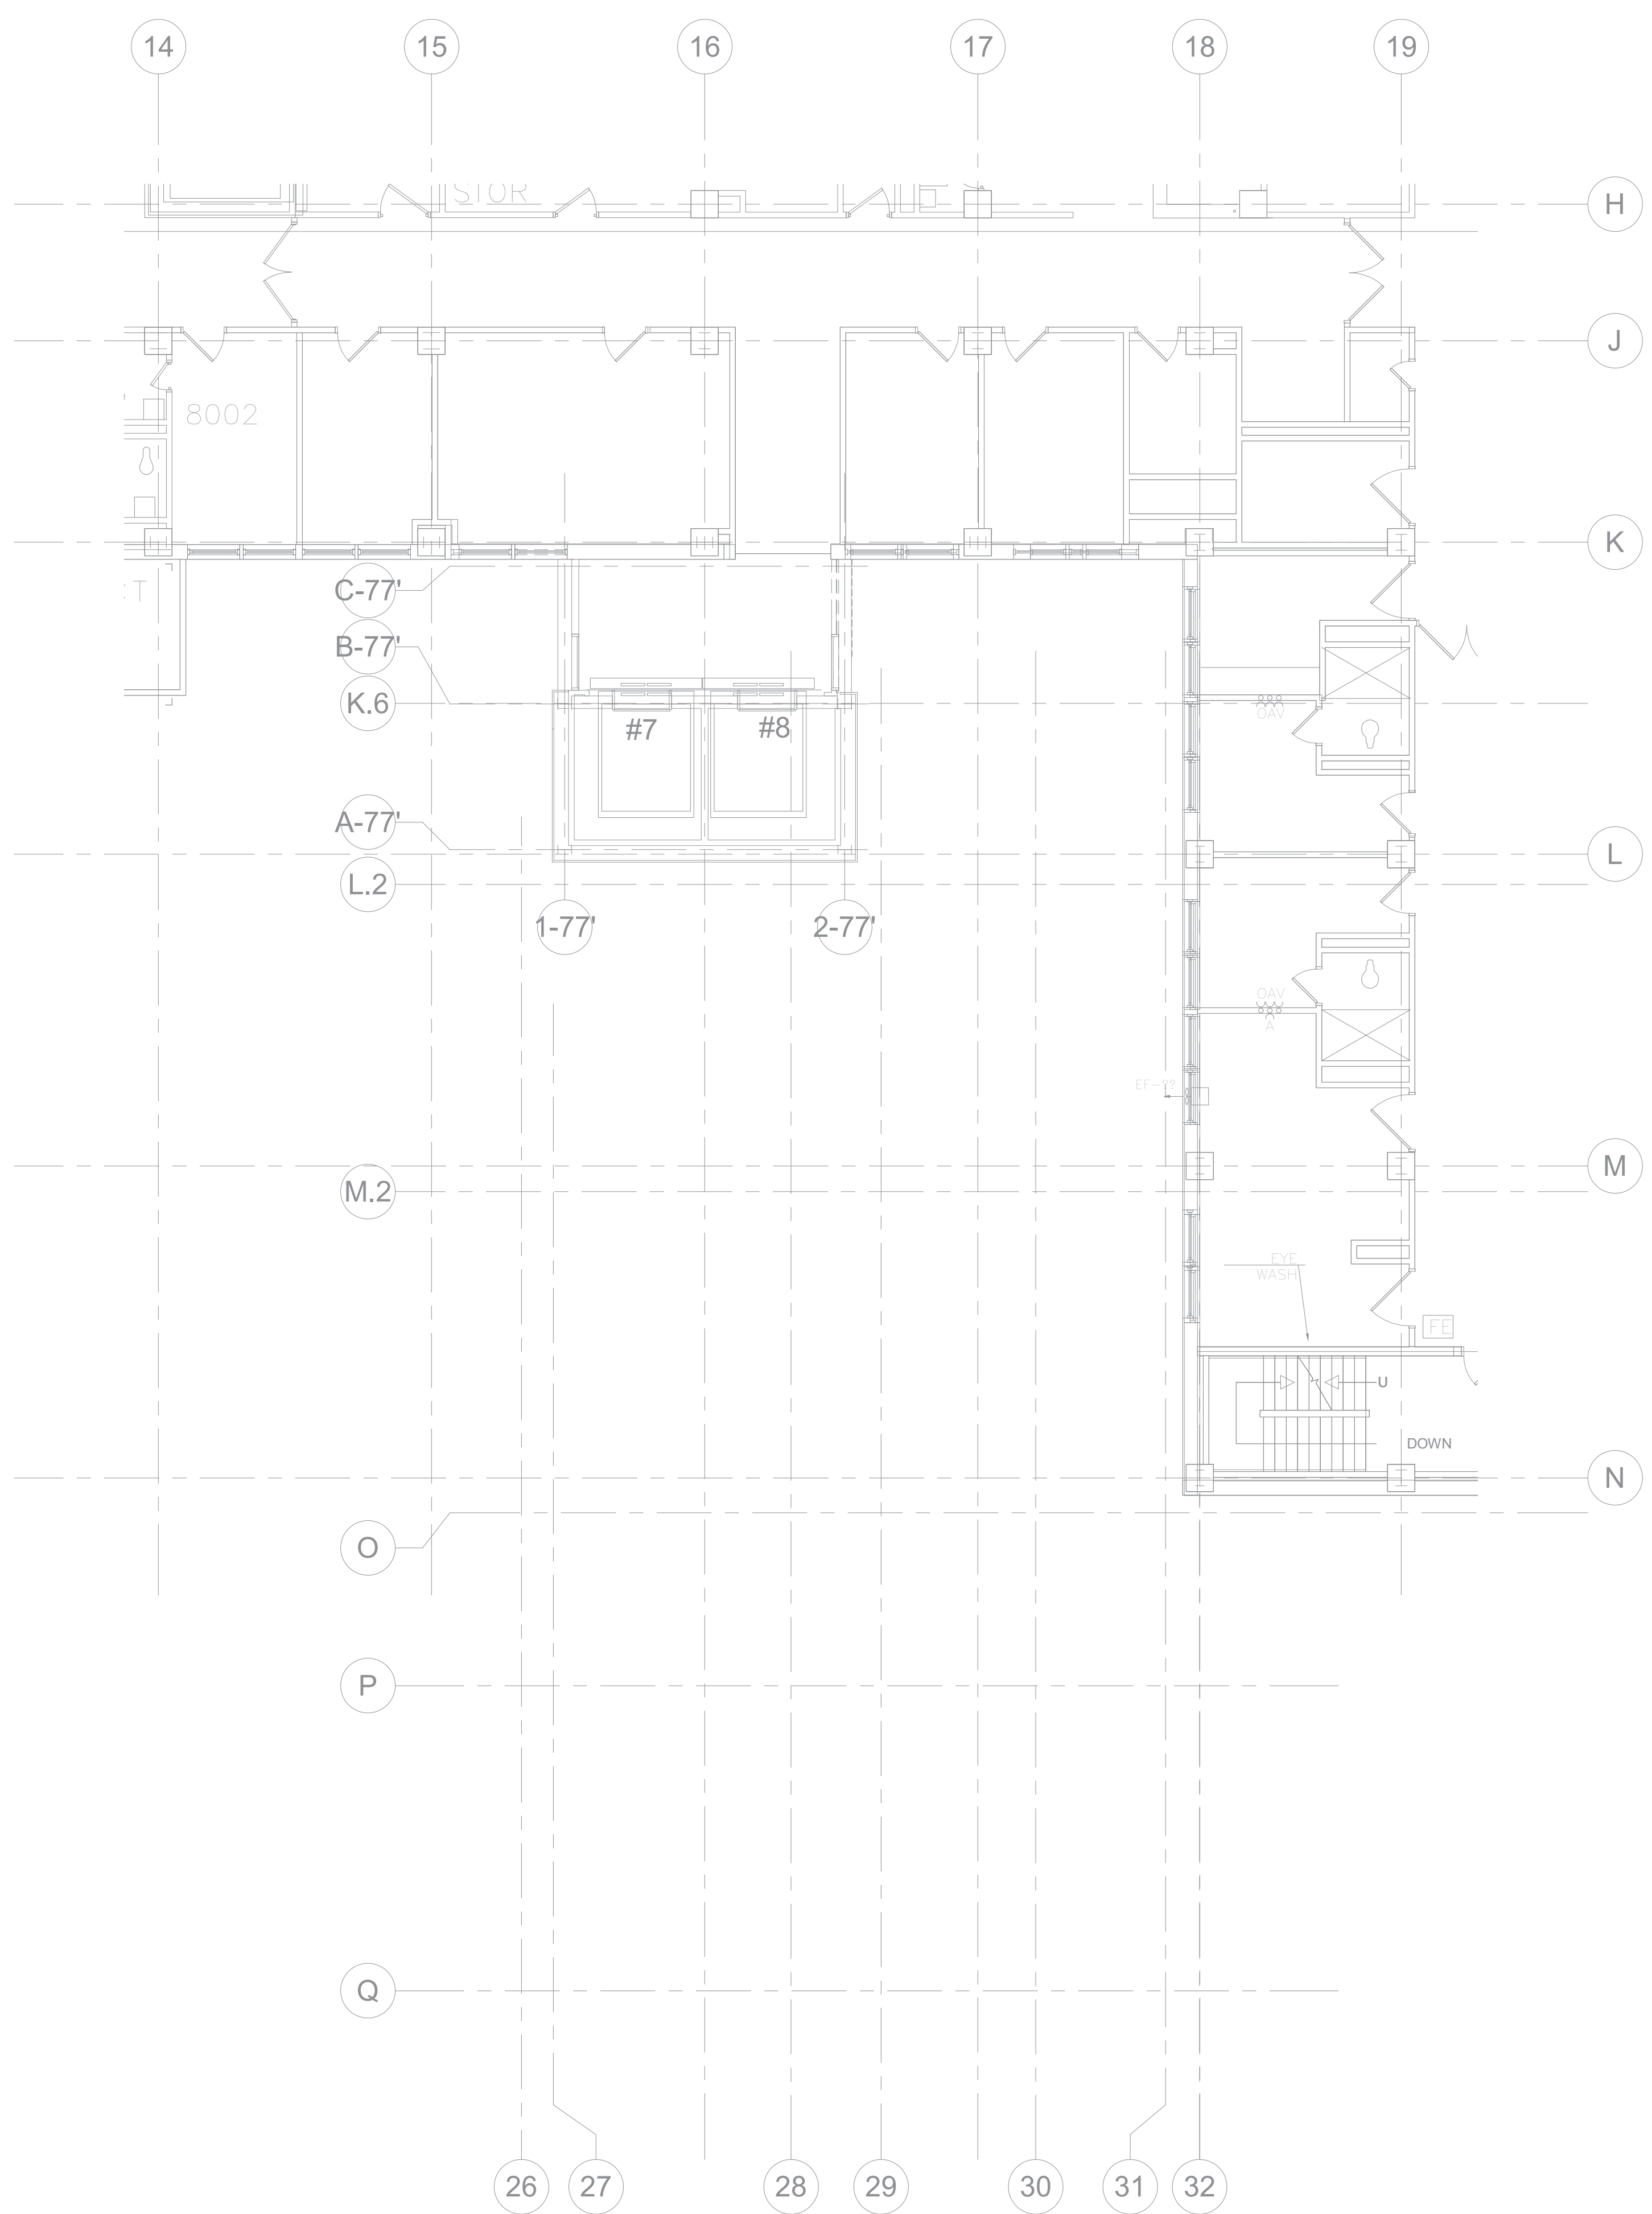 14 15 16 17 18 19
H
STOR
J
8002
K
C-77'
B-77'
K.6
OAV
#7 #8
A-77'
L
L.2
1-77' 2-77'
OAV
A
EF-??
M
M.2
EYE
WASH
FE
U
DOWN
N
O
P
Q
26 27 28 29 30 31 32